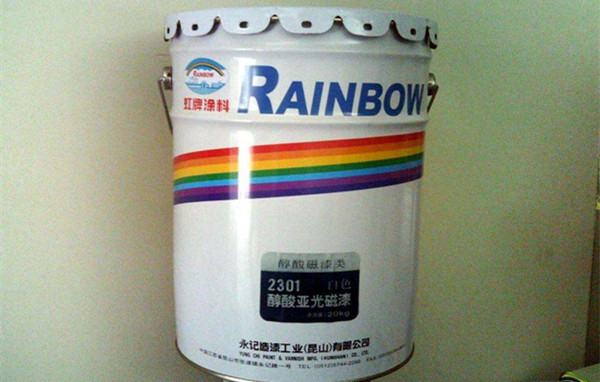 RAINBOW
虹牌涂料
RAINBOW
醇酸磁漆类
2301 白色
醇酸亚光磁漆
20kg
永记造漆工业(昆山)有限公司
YUNG CHI PAINT & VARNISH MFG. (KUNSHAN) CO., LTD.